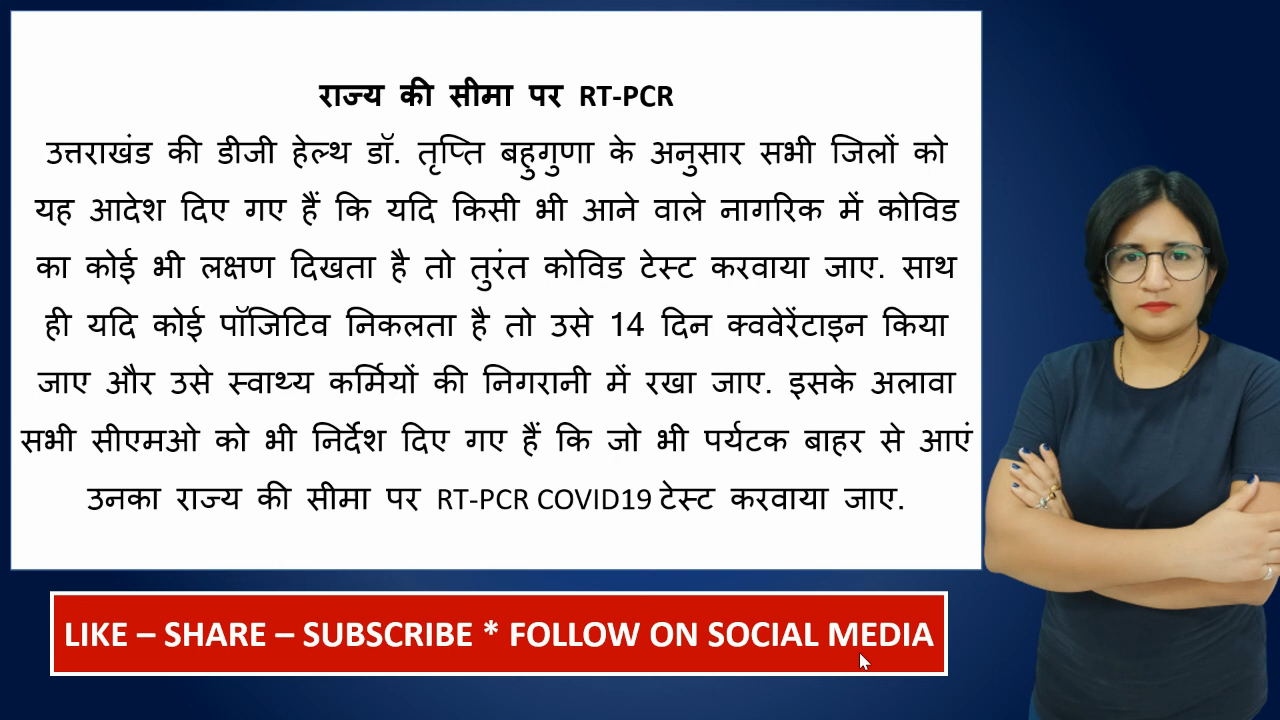 राज्य की सीमा पर RT-PCR
उत्तराखंड की डीजी हेल्थ डॉ. तृप्ति बहुगुणा के अनुसार सभी जिलों को
यह आदेश दिए गए हैं कि यदि किसी भी आने वाले नागरिक में कोविड
का कोई भी लक्षण दिखता है तो तुरंत कोविड टेस्ट करवाया जाए. साथ
ही यदि कोई पॉजिटिव निकलता है तो उसे 14 दिन क्ववेरेंटाइन किया
जाए और उसे स्वाथ्य कर्मियों की निगरानी में रखा जाए. इसके अलावा
सभी सीएमओ को भी निर्देश दिए गए हैं कि जो भी पर्यटक बाहर से आएं
उनका राज्य की सीमा पर RT-PCR COVID19 टेस्ट करवाया जाए.
LIKE – SHARE – SUBSCRIBE * FOLLOW ON SOCIAL MEDIA